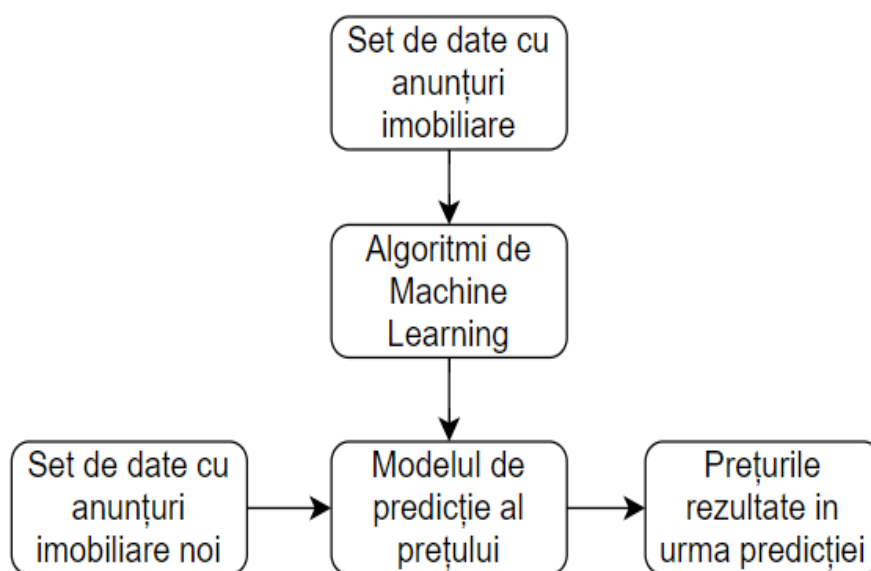 Set de date cu
anunțuri
imobiliare
Algoritmi de
Machine
Learning
Set de date cu
anunțuri
imobiliare noi
Modelul de
predicție al
prețului
Prețurile
rezultate in
urma predicției